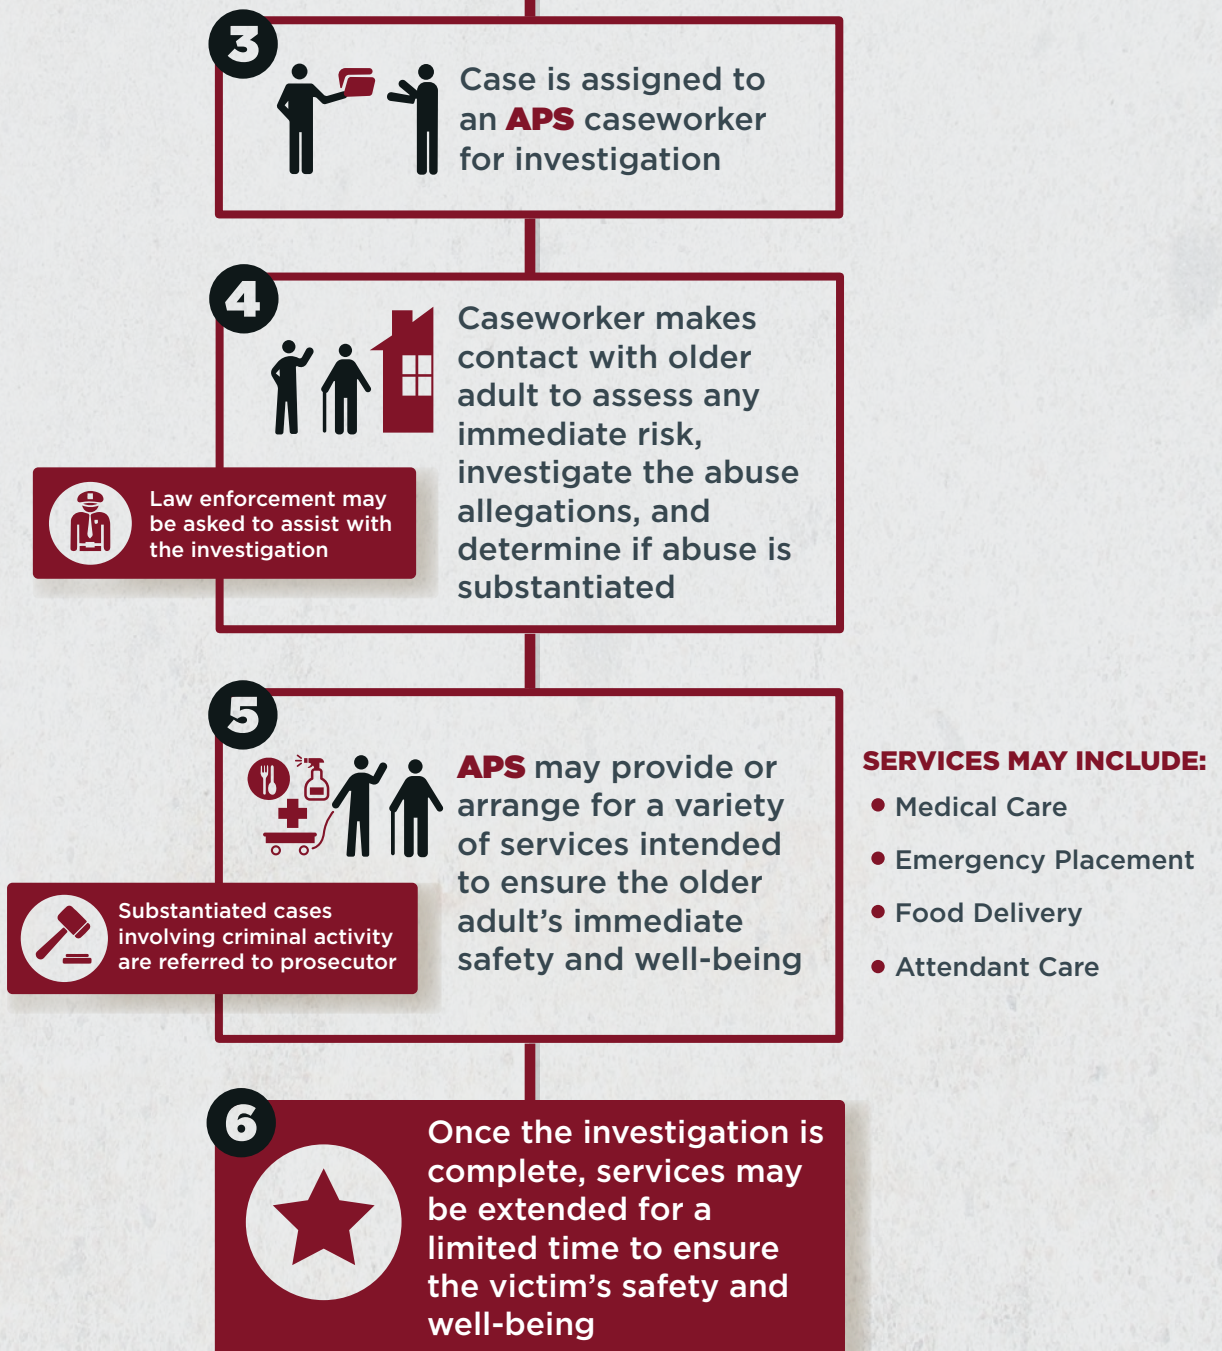 3
Case is assigned to
an APS caseworker
for investigation
4
Caseworker makes
contact with older
adult to assess any
immediate risk,
investigate the abuse
allegations, and
determine if abuse is
substantiated
Law enforcement may
be asked to assist with
the investigation
5
APS may provide or
arrange for a variety
of services intended
to ensure the older
adult's immediate
safety and well-being
SERVICES MAY INCLUDE:
• Medical Care
• Emergency Placement
• Food Delivery
• Attendant Care
Substantiated cases
involving criminal activity
are referred to prosecutor
6
Once the investigation is
complete, services may
be extended for a
limited time to ensure
the victim's safety and
well-being